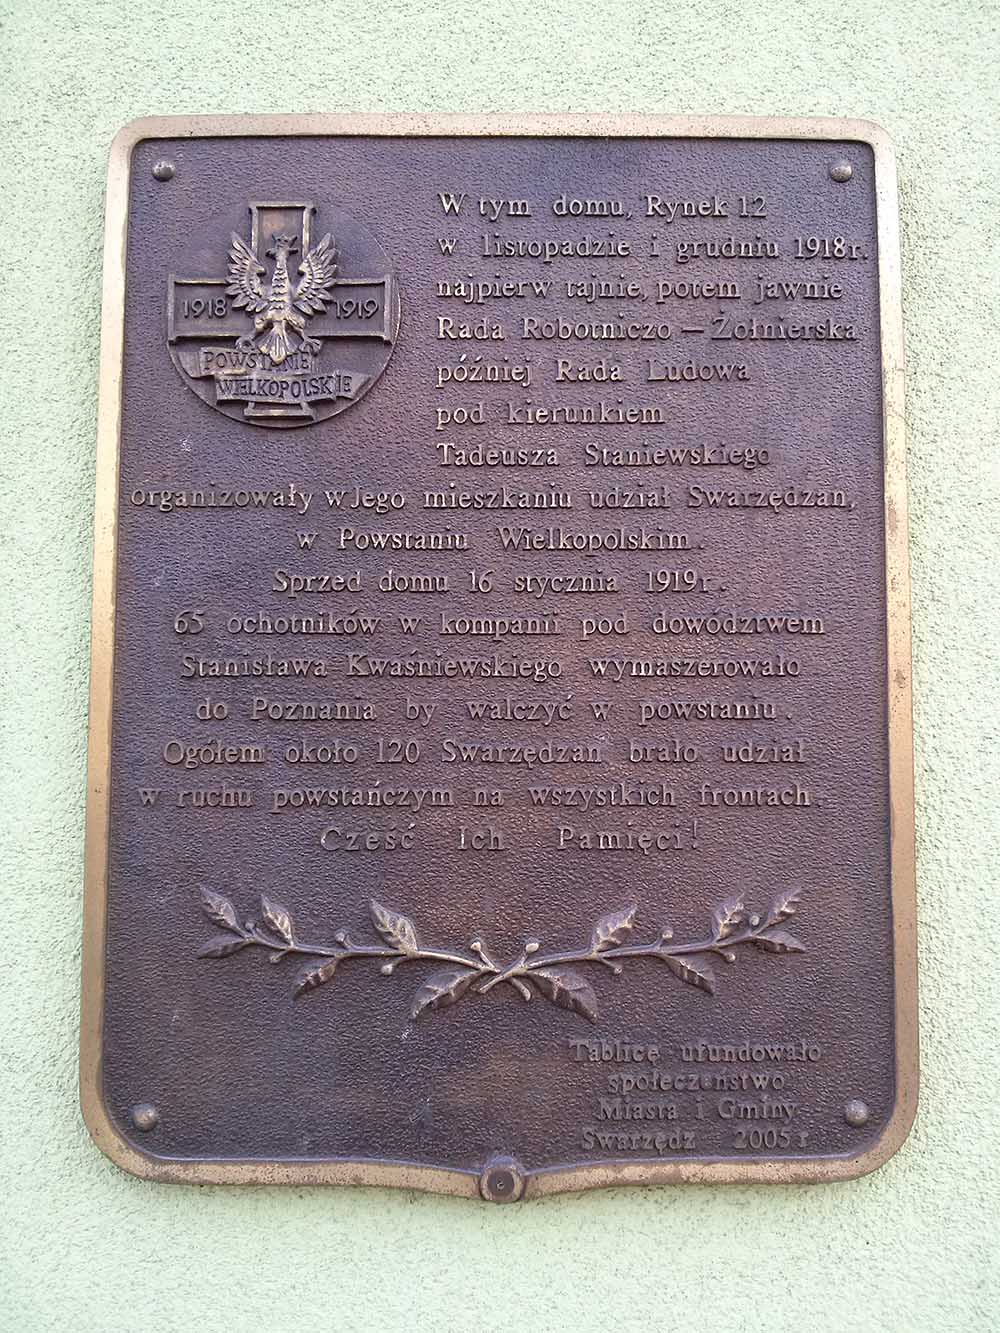 1918 1919
POWSTANIE
WIELKOPOLSKIE
W tym domu, Rynek 12
w listopadzie i grudniu 1918r.
najpierw tajnie, potem jawnie
Rada Robotniczo – Żołnierska
później Rada Ludowa
pod kierunkiem
Tadeusza Staniewskiego
organizowały w Jego mieszkaniu udział Swarzędzan,
w Powstaniu Wielkopolskim.
Sprzed domu 16 stycznia 1919r.
65 ochotników w kompanii pod dowództwem
Stanisława Kwaśniewskiego wymaszerowało
do Poznania by walczyć w powstaniu.
Ogółem około 120 Swarzędzan brało udział
w ruchu powstańczym na wszystkich frontach.
Cześć Ich Pamięci!
Tablicę ufundowało
społeczeństwo
Miasta i Gminy
Swarzędz 2005 r